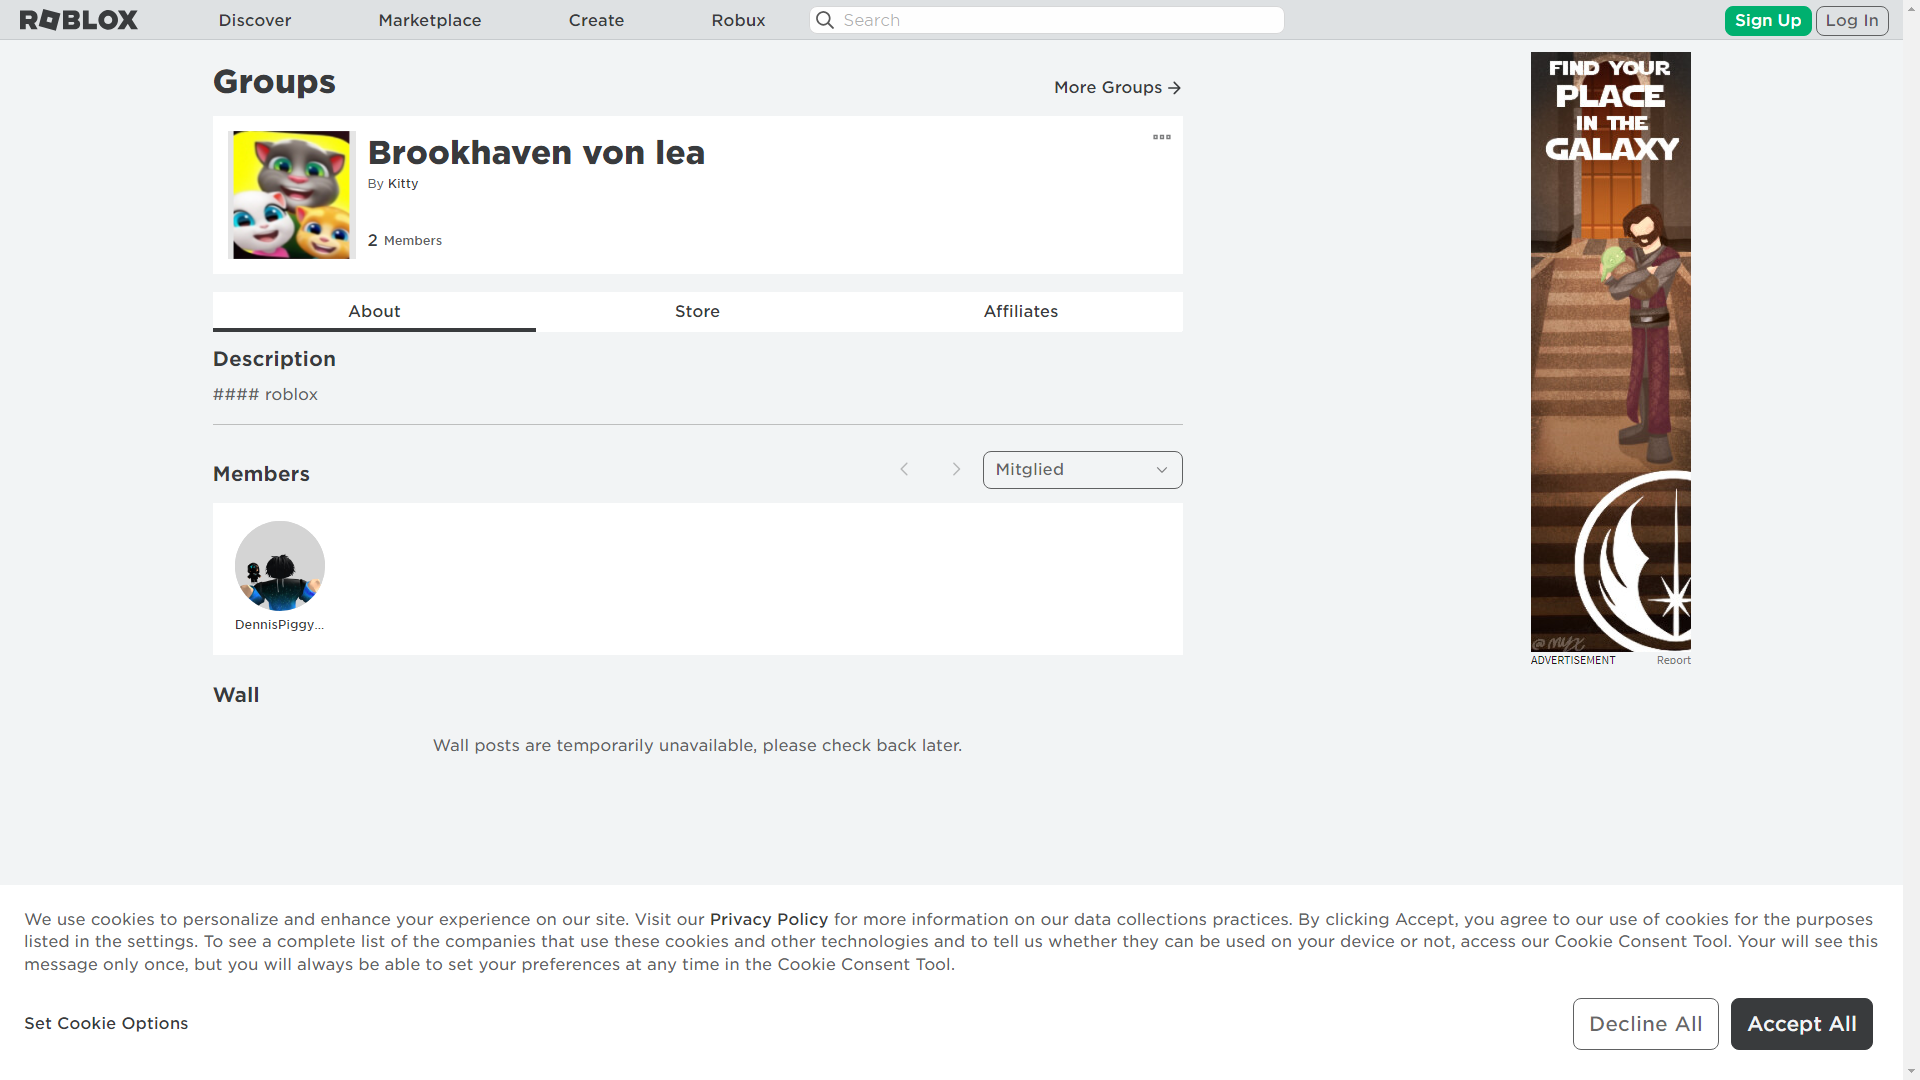 ROBLOX
Discover
Marketplace
Create
Robux
Search
Sign Up
Log In
Groups
More Groups
Brookhaven von lea
By Kitty
2 Members
About
Store
Affiliates
Description
#### roblox
Members
Mitglied
DennisPiggy...
Wall
Wall posts are temporarily unavailable, please check back later.
FIND YOUR
PLACE
IN THE
GALAXY
@myx
ADVERTISEMENT
Report
We use cookies to personalize and enhance your experience on our site. Visit our Privacy Policy for more information on our data collections practices. By clicking Accept, you agree to our use of cookies for the purposes
listed in the settings. To see a complete list of the companies that use these cookies and other technologies and to tell us whether they can be used on your device or not, access our Cookie Consent Tool. Your will see this
message only once, but you will always be able to set your preferences at any time in the Cookie Consent Tool.
Set Cookie Options
Decline All
Accept All